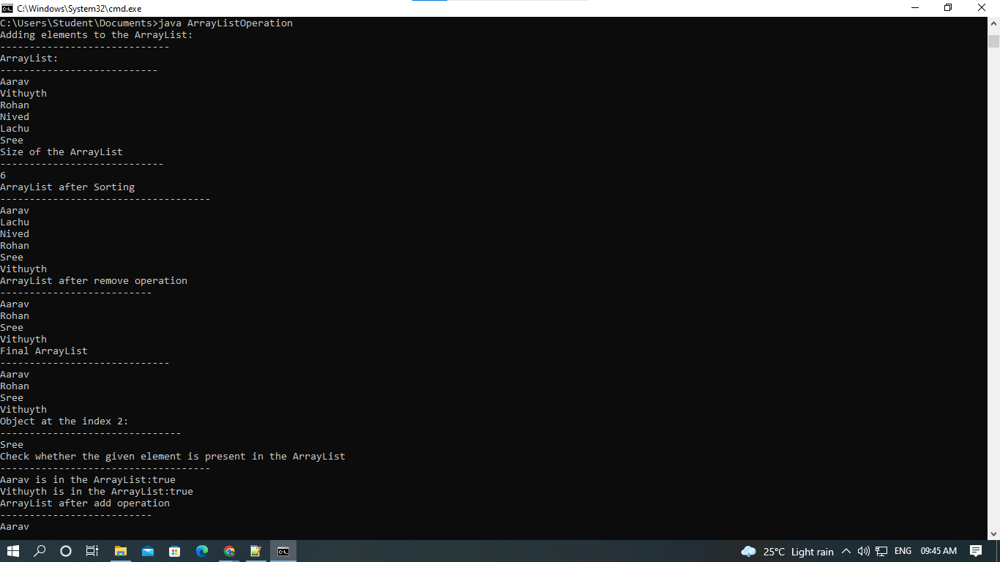 C:\Windows\System32\cmd.exe
C:\Users\Student\Documents>java ArrayListOperation
Adding elements to the ArrayList:
-----------------------------
ArrayList:
---------------------------
Aarav
Vithuyth
Rohan
Nived
Lachu
Sree
Size of the ArrayList
----------------------------
6
ArrayList after Sorting
------------------------------------
Aarav
Lachu
Nived
Rohan
Sree
Vithuyth
ArrayList after remove operation
--------------------------
Aarav
Rohan
Sree
Vithuyth
Final ArrayList
-----------------------------
Aarav
Rohan
Sree
Vithuyth
Object at the index 2:
-------------------------------
Sree
Check whether the given element is present in the ArrayList
------------------------------------
Aarav is in the ArrayList:true
Vithuyth is in the ArrayList:true
ArrayList after add operation
--------------------------
Aarav
25°C Light rain ENG 09:45 AM